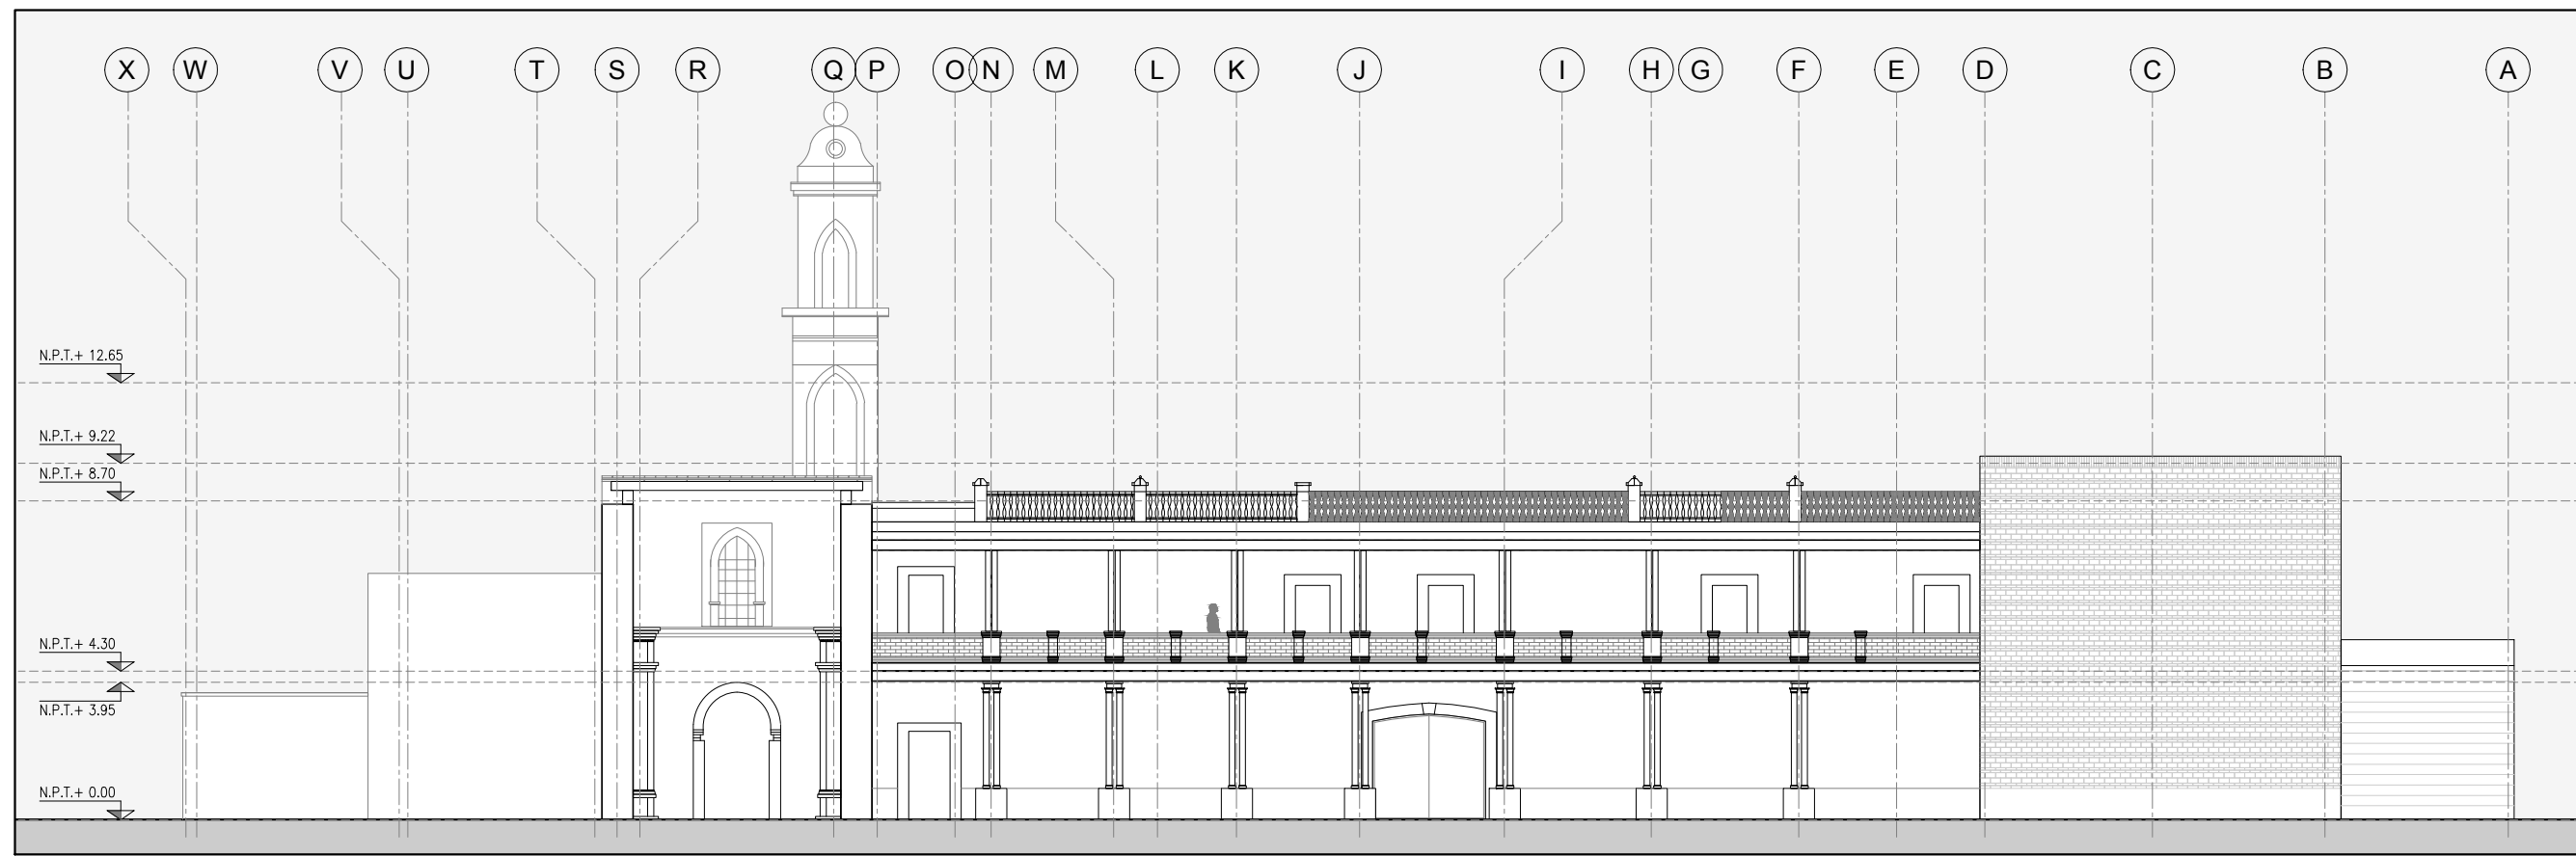 X W V U T S R Q P O N M L K J I H G F E D C B A
N.P.T.+ 12.65
N.P.T.+ 9.22
N.P.T.+ 8.70
N.P.T.+ 4.30
N.P.T.+ 3.95
N.P.T.+ 0.00